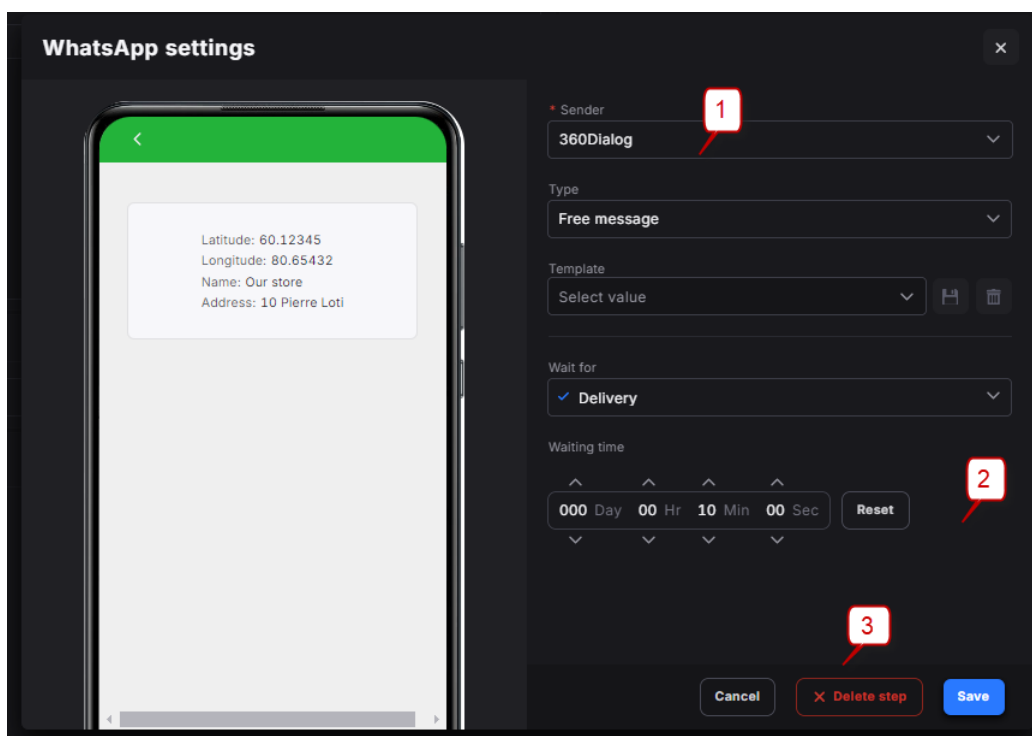 WhatsApp settings
* Sender
1
360Dialog
Type
Free message
Latitude: 60.12345
Longitude: 80.65432
Name: Our store
Address: 10 Pierre Loti
Template
Select value
Wait for
Delivery
Waiting time
2
000 Day 00 Hr 10 Min 00 Sec Reset
3
Cancel Delete step Save